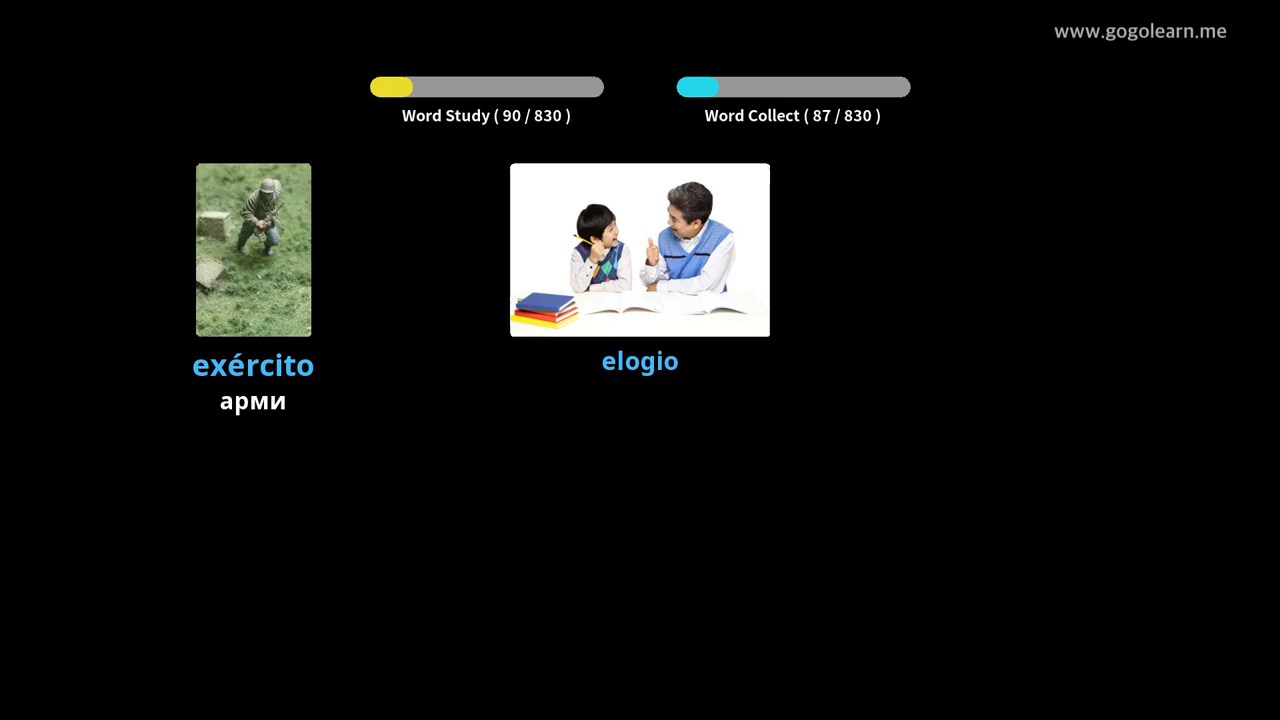 www.gogolearn.me
Word Study ( 90 / 830 )
Word Collect ( 87 / 830 )
exército
арми
elogio